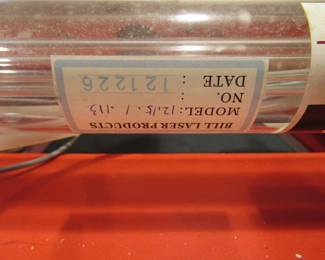 BILL LASER PRODUCTS
MODEL:
NO. :
DATE : 121226